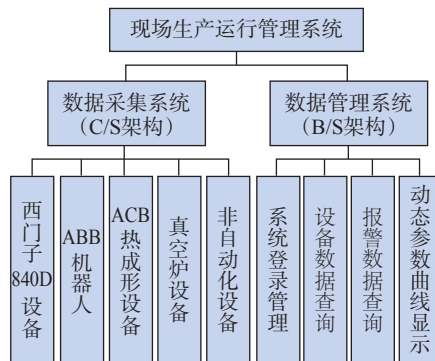 现场生产运行管理系统
数据采集系统
（C/S架构）
数据管理系统
（B/S架构）
西门子840D设备
ABB机器人
ACB热成形设备
真空炉设备
非自动化设备
系统登录管理
设备数据查询
报警数据查询
动态参数曲线显示